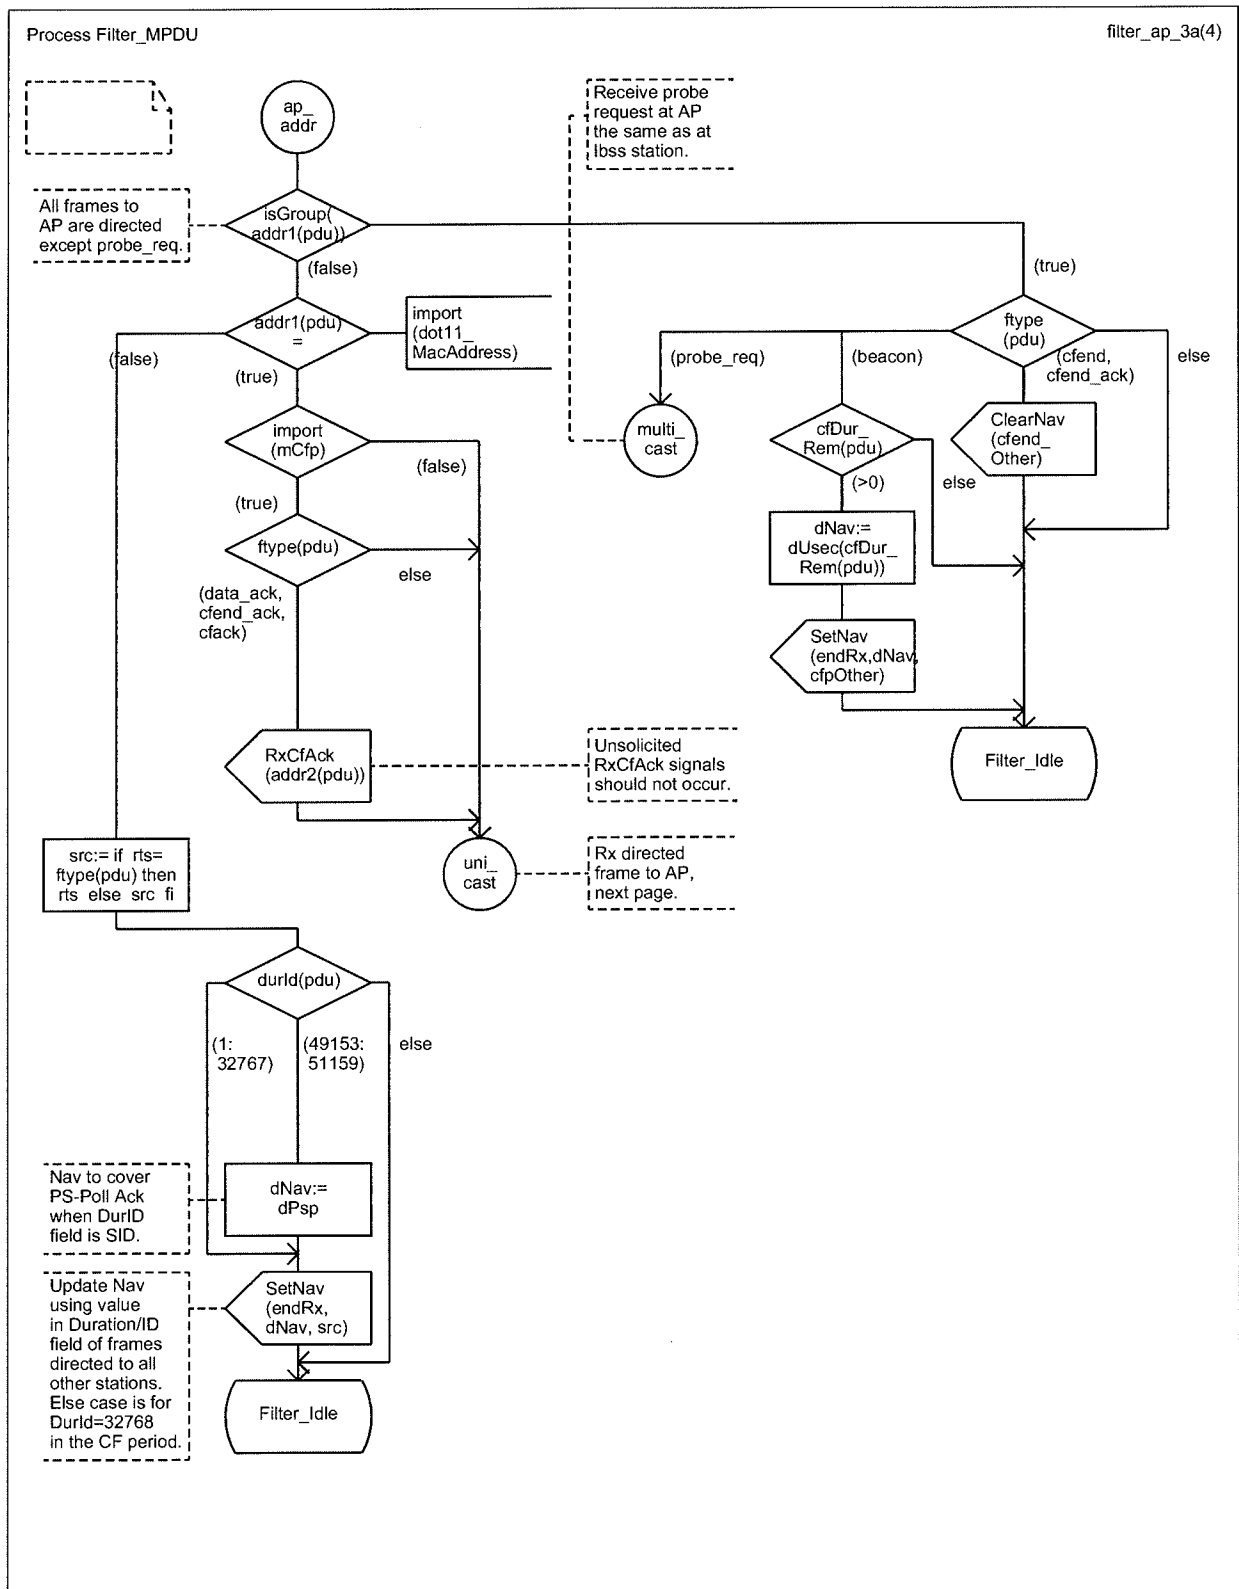 Process Filter_MPDU
filter_ap_3a(4)
ap_
addr
Receive probe
request at AP
the same as at
Ibss station.
All frames to
AP are directed
except probe_req.
isGroup(
addr1(pdu))
(false)
(true)
addr1(pdu)
=
import
(dot11_
MacAddress)
(false)
(true)
ftype
(pdu)
(probe_req)
(beacon)
(cfend,
cfend_ack)
else
import
(mCfp)
(false)
(true)
multi_
cast
cfDur_
Rem(pdu)
(>0)
else
ClearNav
(cfend_
Other)
ftype(pdu)
else
(data_ack,
cfend_ack,
cfack)
dNav:=
dUsec(cfDur_
Rem(pdu))
SetNav
(endRx,dNav,
cfpOther)
RxCfAck
(addr2(pdu))
Unsolicited
RxCfAck signals
should not occur.
Filter_Idle
src:= if rts=
ftype(pdu) then
rts else src fi
uni_
cast
Rx directed
frame to AP,
next page.
durId(pdu)
(1:
32767)
(49153:
51159)
else
Nav to cover
PS-Poll Ack
when DurID
field is SID.
dNav:=
dPsp
Update Nav
using value
in Duration/ID
field of frames
directed to all
other stations.
Else case is for
DurId=32768
in the CF period.
SetNav
(endRx,
dNav, src)
Filter_Idle